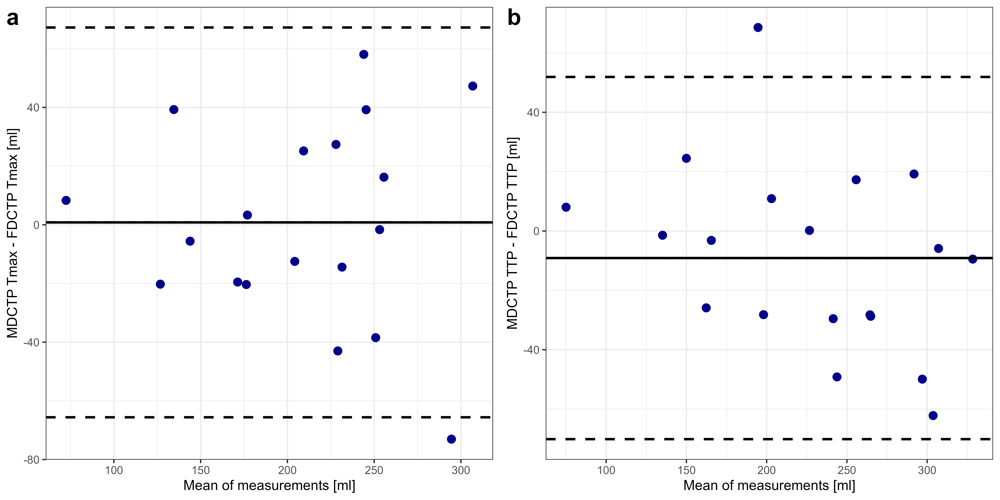 a
MDCTP Tmax - FDCTP Tmax [ml]
40
0
-40
-80
100 150 200 250 300
Mean of measurements [ml]
b
MDCTP TTP - FDCTP TTP [ml]
40
0
-40
100 150 200 250 300
Mean of measurements [ml]